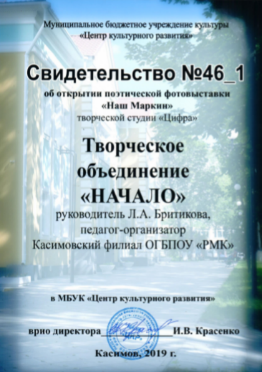 Муниципальное бюджетное учреждение культуры
«Центр культурного развития»
Свидетельство №46_1
об открытии поэтической фотовыставки
«Наш Маркин»
творческой студии «Цифра»
Творческое
объединение
«НАЧАЛО»
руководитель Л.А. Бритикова,
педагог-организатор
Касимовский филиал ОГБПОУ «РМК»
в МБУК «Центр культурного развития»
врио директора И.В. Красенко
Касимов, 2019 г.